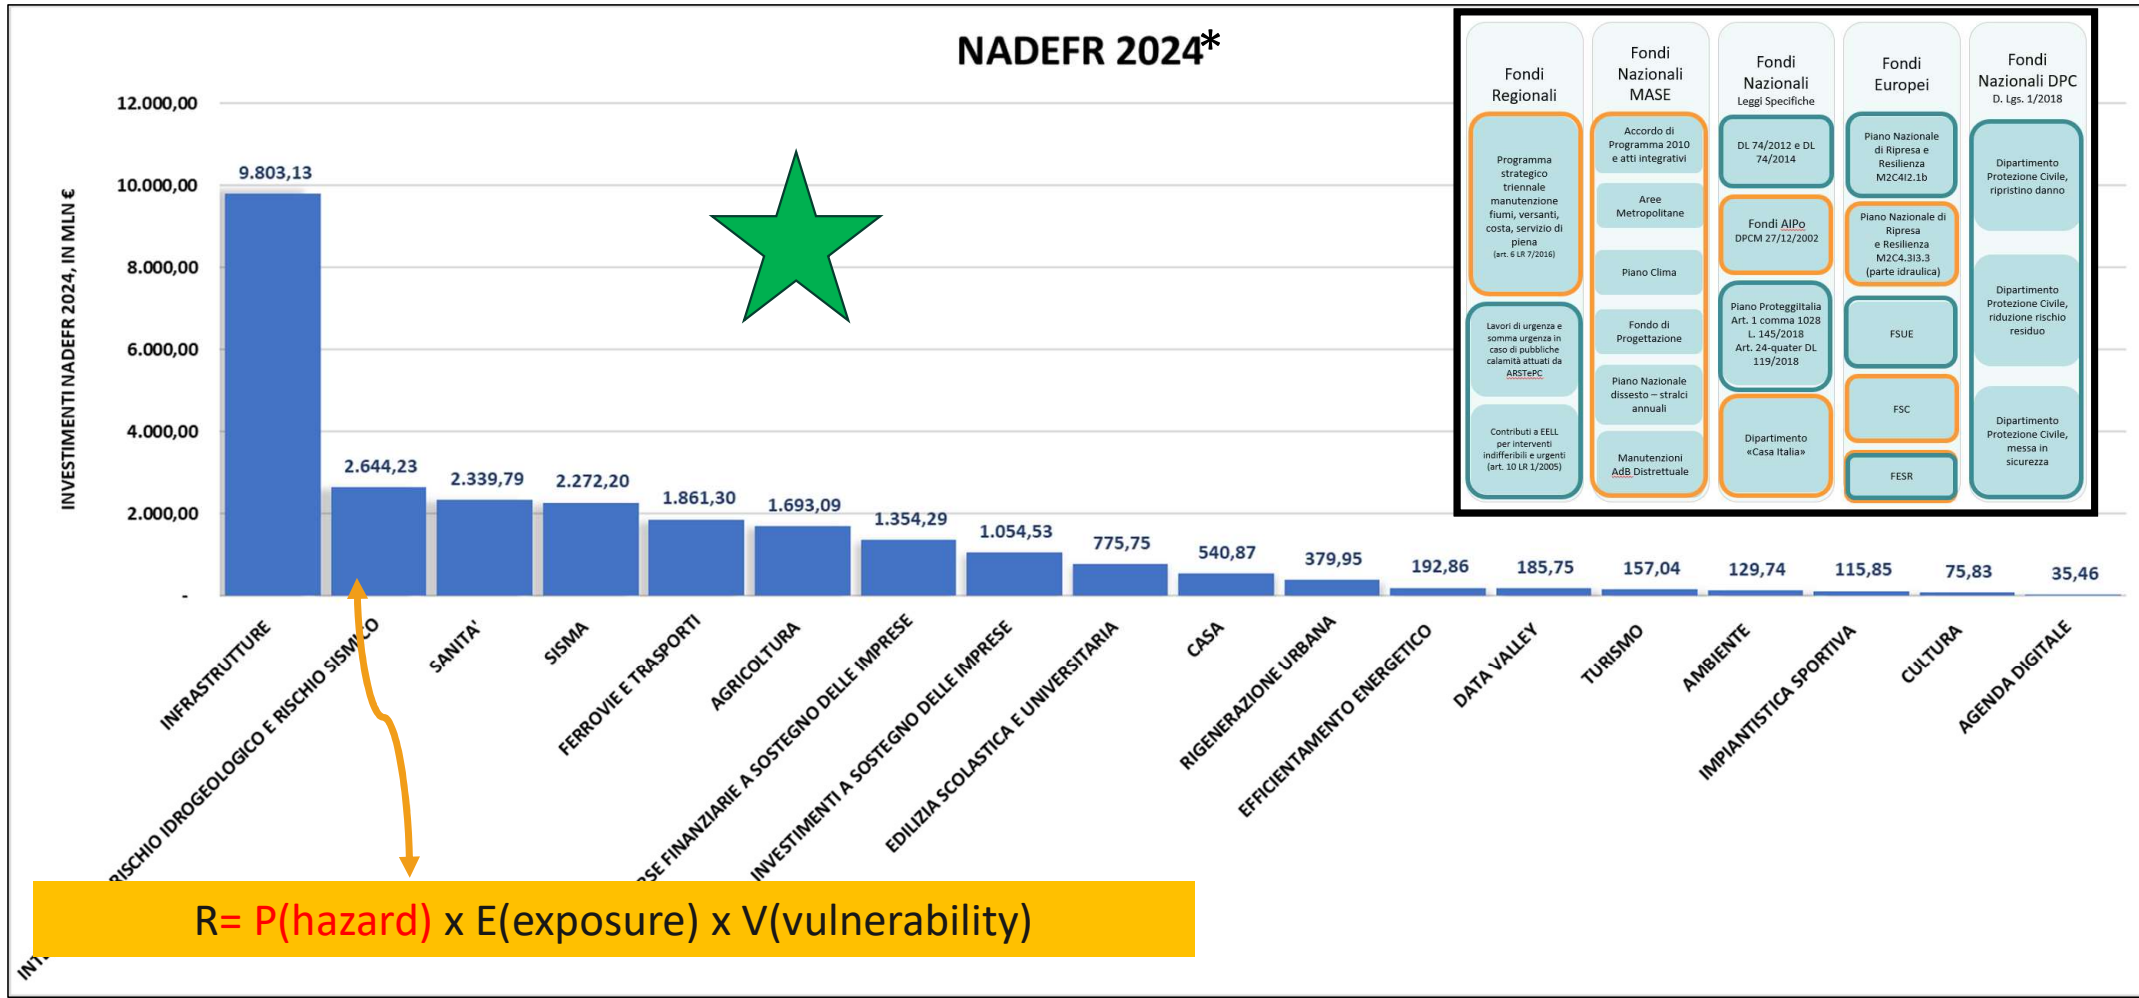 NADEFR 2024*
INVESTIMENTI NADEFR 2024, IN MLN €
12.000,00
10.000,00
8.000,00
6.000,00
4.000,00
2.000,00
-
9.803,13
2.644,23
2.339,79
2.272,20
1.861,30
1.693,09
1.354,29
1.054,53
775,75
540,87
379,95
192,86
185,75
157,04
129,74
115,85
75,83
35,46
INFRASTRUTTURE
RISCHIO IDROGEOLOGICO E RISCHIO SISMICO
SANITA'
SISMA
FERROVIE E TRASPORTI
AGRICOLTURA
FINANZIARIE A SOSTEGNO DELLE IMPRESE
INVESTIMENTI A SOSTEGNO DELLE IMPRESE
EDILIZIA SCOLASTICA E UNIVERSITARIA
CASA
RIGENERAZIONE URBANA
EFFICIENTAMENTO ENERGETICO
DATA VALLEY
TURISMO
AMBIENTE
IMPIANTISTICA SPORTIVA
CULTURA
AGENDA DIGITALE
R= P(hazard) x E(exposure) x V(vulnerability)
Fondi
Regionali
Programma
strategico
triennale
manutenzione
fiumi, versanti,
costa, servizio di
piena
(art. 6 LR 7/2016)
Lavori di urgenza e
somma urgenza in
caso di pubbliche
calamità attuati da
ARSTePC
Contributi a EELL
per interventi
indifferibili e urgenti
(art. 10 LR 1/2005)
Fondi
Nazionali
MASE
Accordo di
Programma 2010
e atti integrativi
Aree
Metropolitane
Piano Clima
Fondo di
Progettazione
Piano Nazionale
dissesto – stralci
annuali
Manutenzioni
AdB Distrettuale
Fondi
Nazionali
Leggi Specifiche
DL 74/2012 e DL
74/2014
Fondi AIPo
DPCM 27/12/2002
Piano ProteggiItalia
Art. 1 comma 1028
L. 145/2018
Art. 24-quater DL
119/2018
Dipartimento
«Casa Italia»
Fondi
Europei
Piano Nazionale
di Ripresa e
Resilienza
M2C4I2.1b
Piano Nazionale di
Ripresa
e Resilienza
M2C4.3I3.3
(parte idraulica)
FSUE
FSC
FESR
Fondi
Nazionali DPC
D. Lgs. 1/2018
Dipartimento
Protezione Civile,
ripristino danno
Dipartimento
Protezione Civile,
riduzione rischio
residuo
Dipartimento
Protezione Civile,
messa in
sicurezza